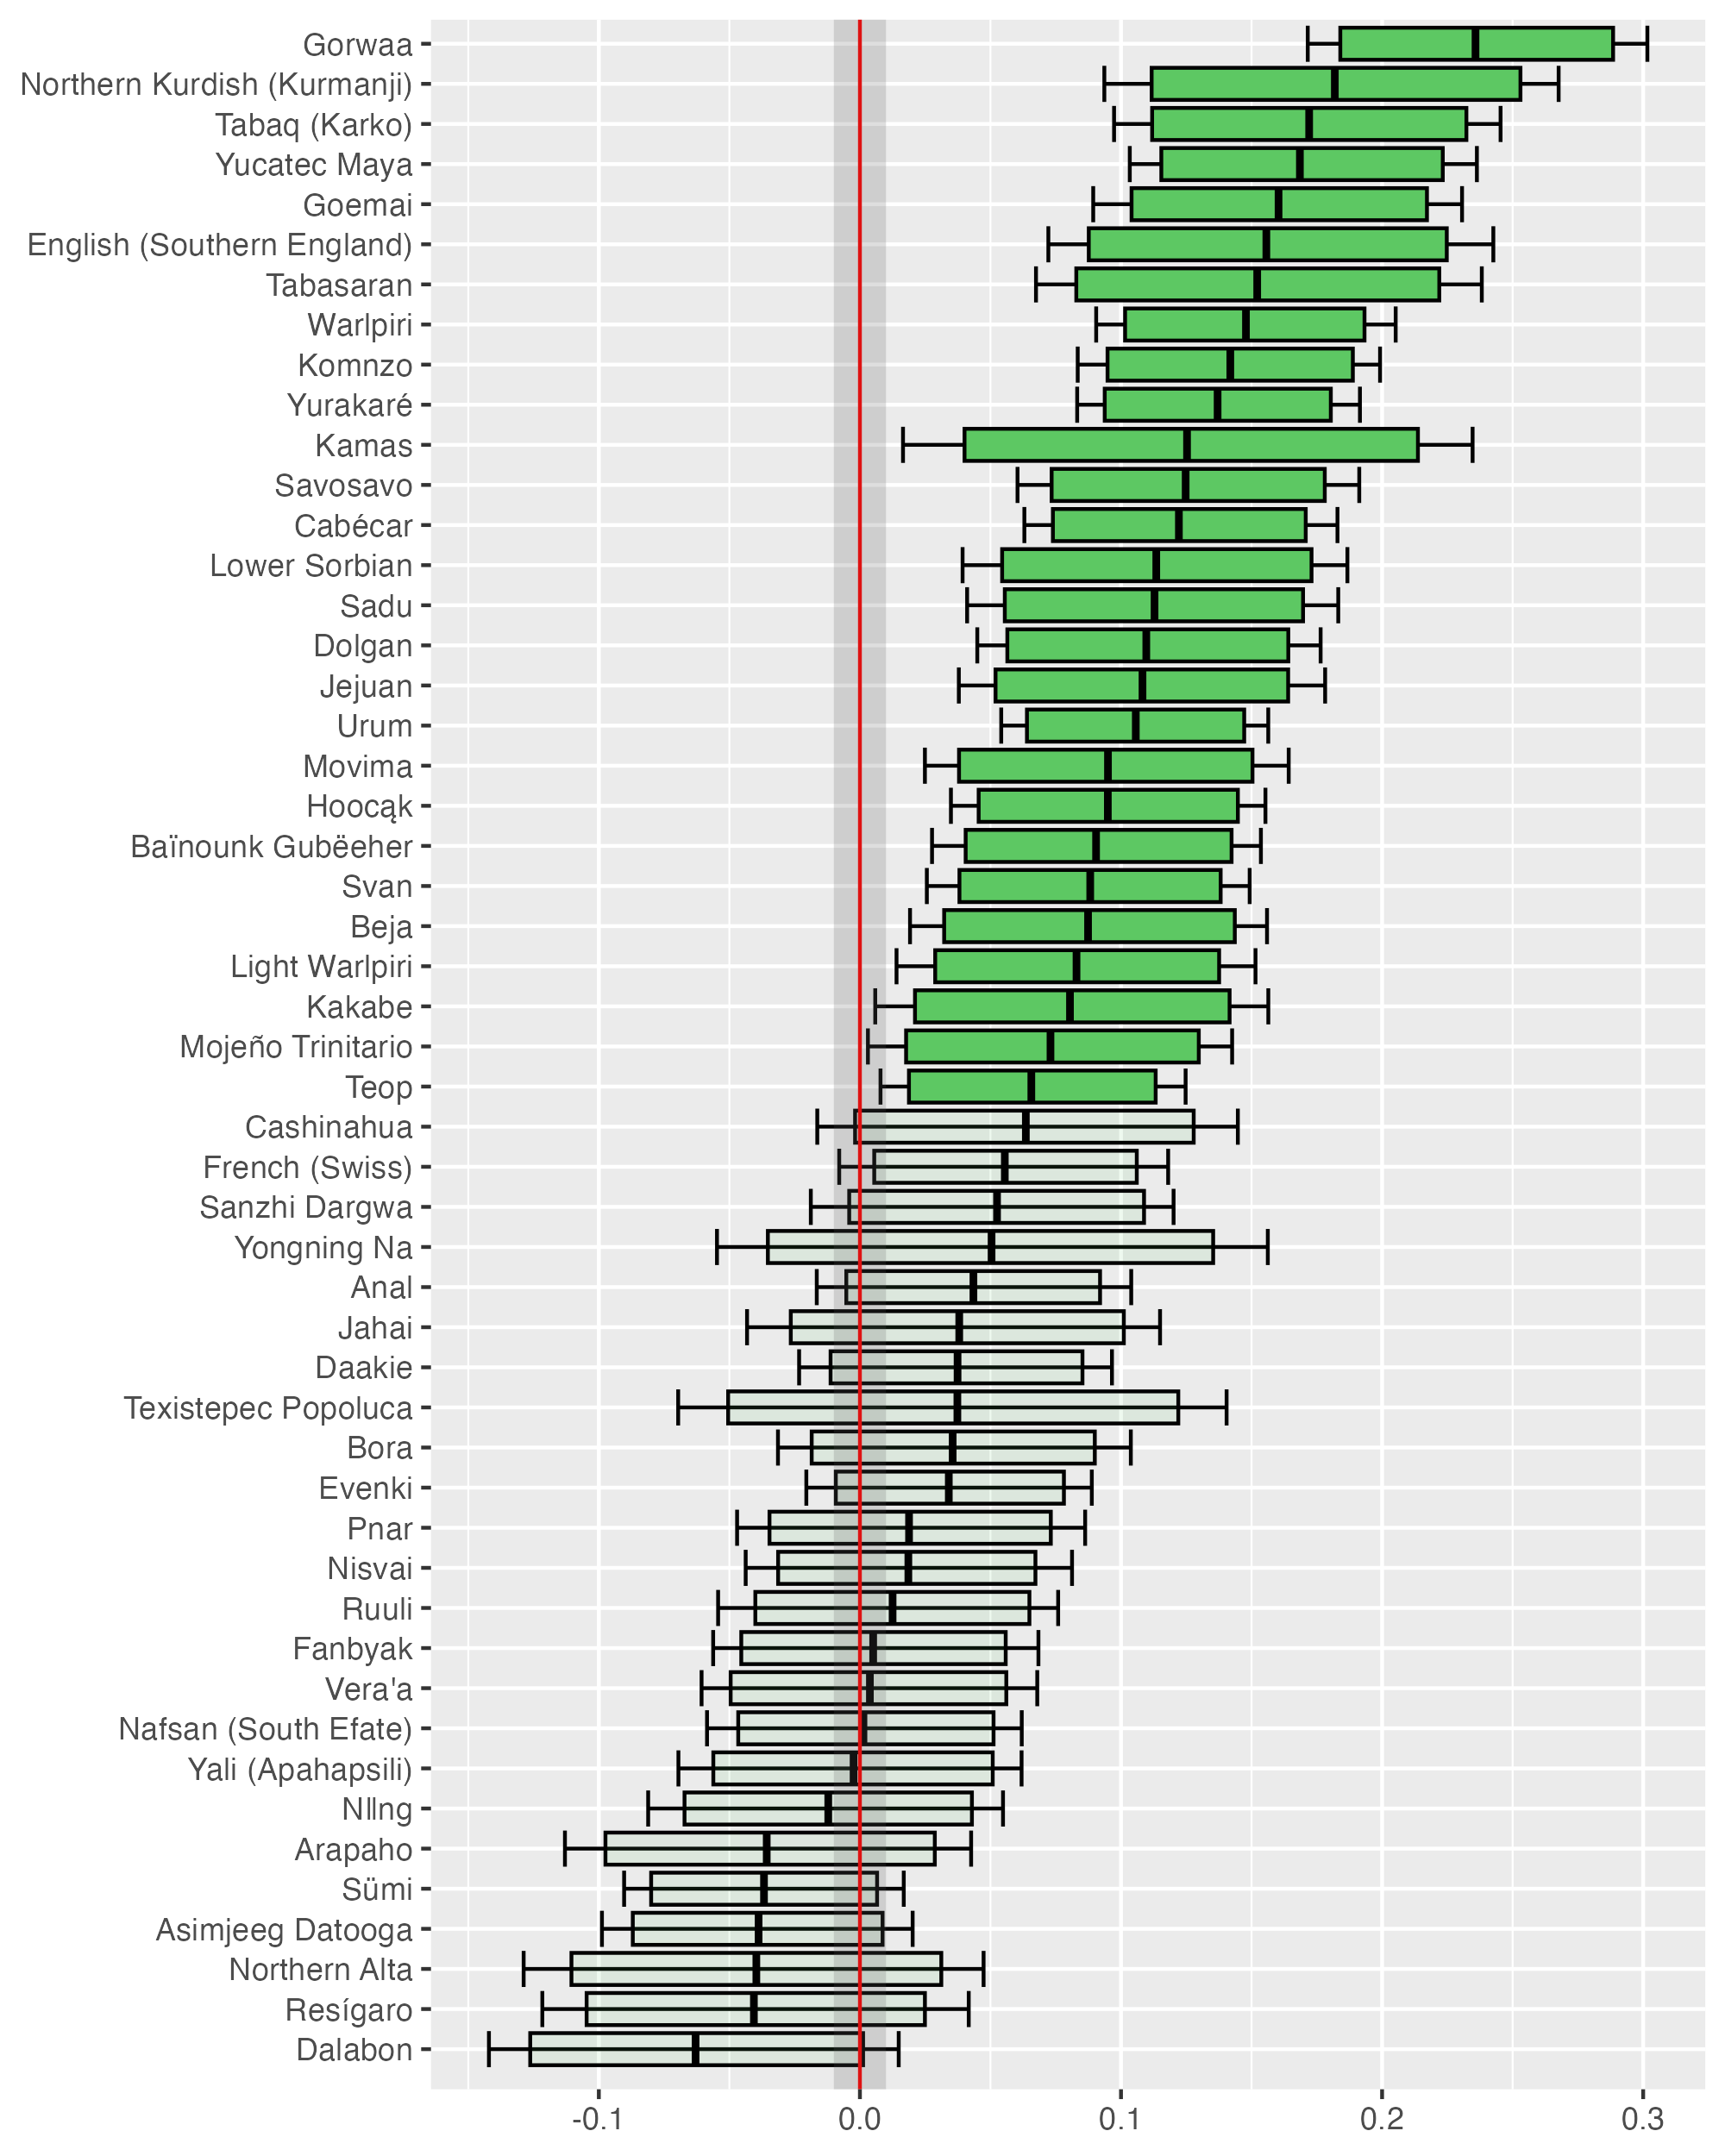 Gorwaa
Northern Kurdish (Kurmanji)
Tabaq (Karko)
Yucatec Maya
Goemai
English (Southern England)
Tabasaran
Warlpiri
Komnzo
Yurakaré
Kamas
Savosavo
Cabécar
Lower Sorbian
Sadu
Dolgan
Jejuan
Urum
Movima
Hoocąk
Baïnounk Gubëeher
Svan
Beja
Light Warlpiri
Kakabe
Mojeño Trinitario
Teop
Cashinahua
French (Swiss)
Sanzhi Dargwa
Yongning Na
Anal
Jahai
Daakie
Texistepec Popoluca
Bora
Evenki
Pnar
Nisvai
Ruuli
Fanbyak
Vera'a
Nafsan (South Efate)
Yali (Apahapsili)
Nǁng
Arapaho
Sümi
Asimjeeg Datooga
Northern Alta
Resígaro
Dalabon
-0.1 0.0 0.1 0.2 0.3